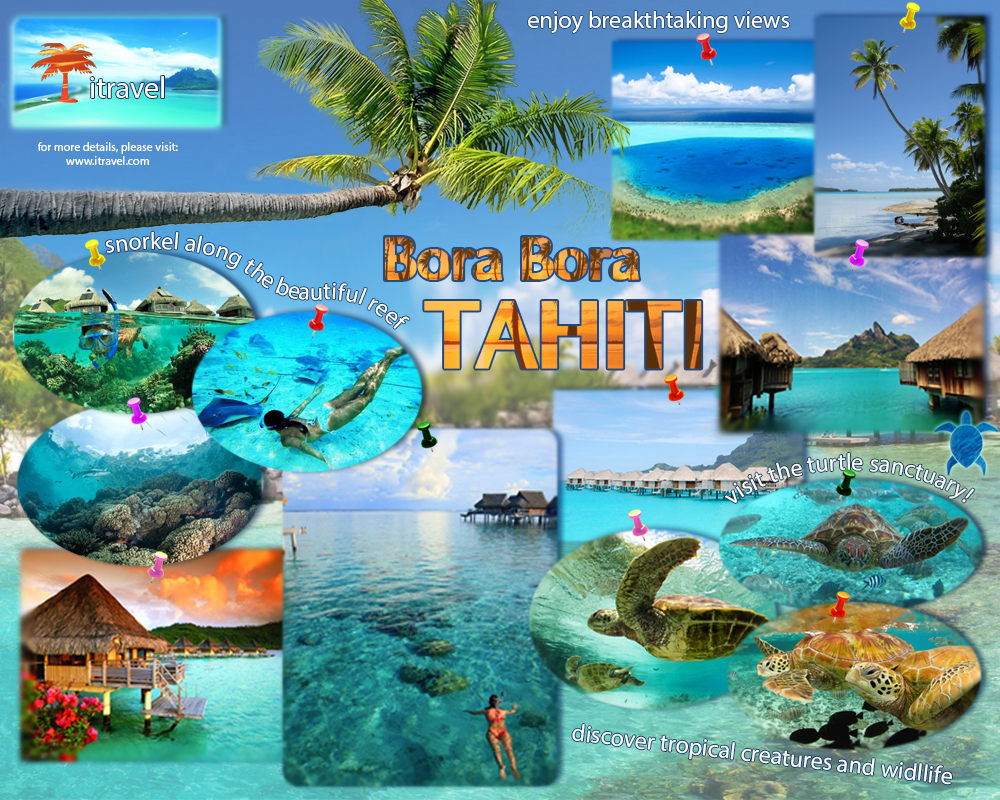 enjoy breakthtaking views
itravel
for more details, please visit:
www.itravel.com
snorkel along the beautiful reef
Bora Bora
TAHITI
visit the turtle sanctuary!
discover tropical creatures and widllife